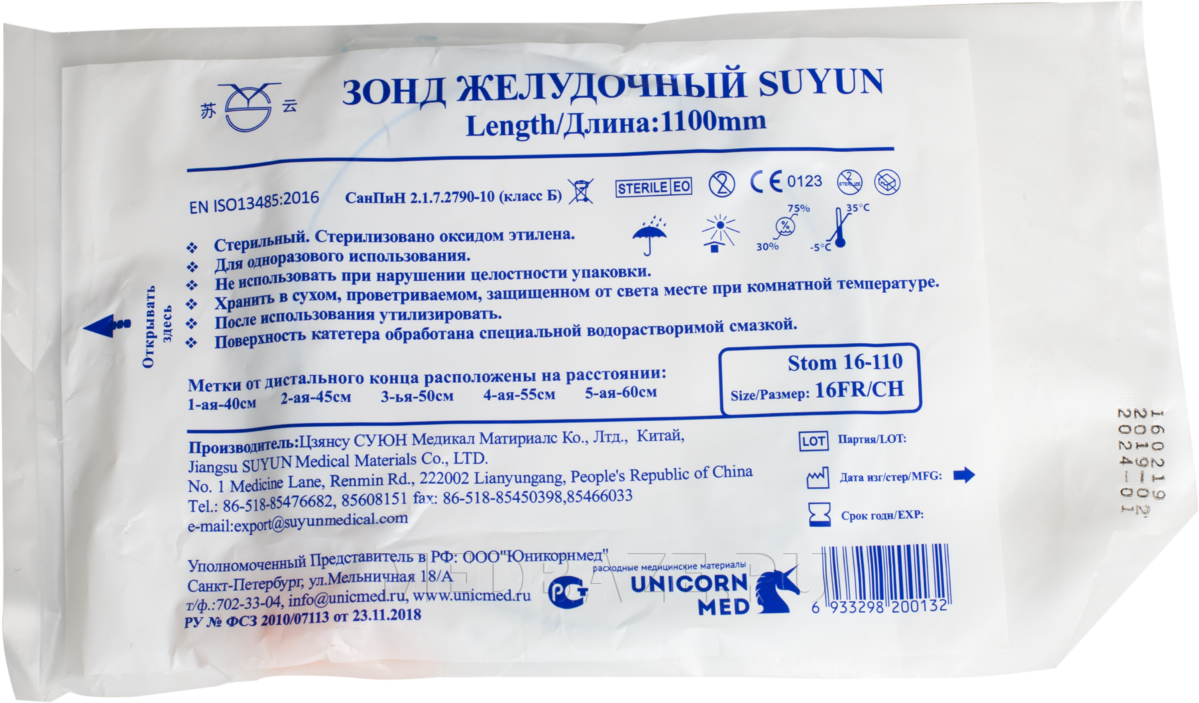 苏 云
ЗОНД ЖЕЛУДОЧНЫЙ SUYUN
Length/Длина:1100mm
EN ISO13485:2016 СанПиН 2.1.7.2790-10 (класс Б) STERILE EO 2 CE 0123 2 STERILIZE
75% 35°C
% 30% -5°C
❖ Стерильный. Стерилизовано оксидом этилена.
❖ Для одноразового использования.
❖ Не использовать при нарушении целостности упаковки.
❖ Хранить в сухом, проветриваемом, защищенном от света месте при комнатной температуре.
❖ После использования утилизировать.
❖ Поверхность катетера обработана специальной водорастворимой смазкой.
Открывать
здесь
Stom 16-110
Size/Размер: 16FR/CH
Метки от дистального конца расположены на расстоянии:
1-ая-40см 2-ая-45см 3-ья-50см 4-ая-55см 5-ая-60см
Производитель:Цзянсу СУЮН Медикал Матириалс Ко., Лтд., Китай,
Jiangsu SUYUN Medical Materials Co., LTD.
No. 1 Medicine Lane, Renmin Rd., 222002 Lianyungang, People's Republic of China
Tel.: 86-518-85476682, 85608151 fax: 86-518-85450398,85466033
e-mail:export@suyunmedical.com
LOT Партия/LOT:
Дата изг/стер/MFG:
Срок годн/EXP:
160219
2019-02
2024-01
Уполномоченный Представитель в РФ: ООО"Юникорнмед"
Санкт-Петербург, ул.Мельничная 18/А
т/ф.:702-33-04, info@unicmed.ru, www.unicmed.ru
РУ № ФСЗ 2010/07113 от 23.11.2018
РСТ
расходные медицинские материалы
UNICORN
MED
6 933298 200132
MEDBAZE.RU